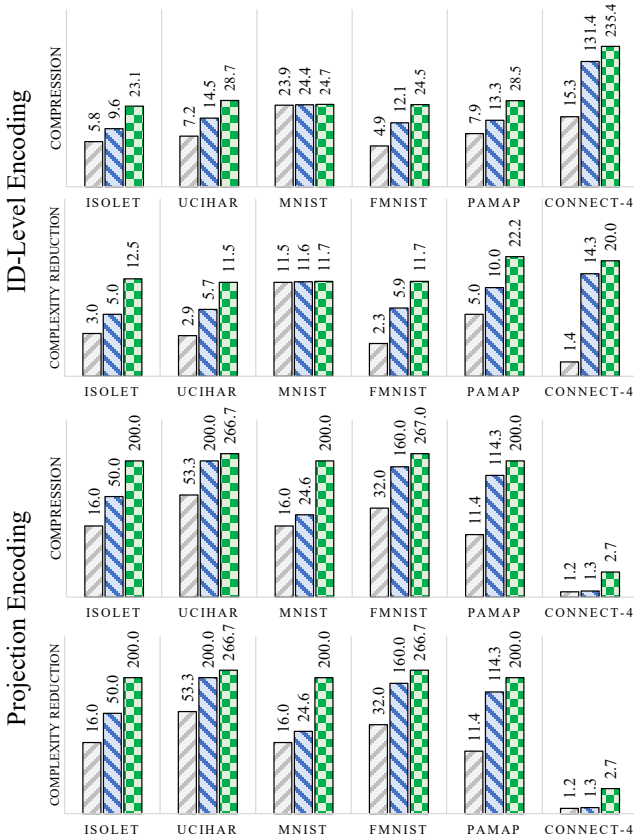 ID-Level Encoding
COMPRESSION
5.8 9.6 23.1 7.2 14.5 28.7 23.9 24.4 24.7 4.9 12.1 24.5 7.9 13.3 28.5 15.3 131.4 235.4
ISOLET UCIHAR MNIST FMNIST PAMAP CONNECT-4
COMPLEXITY REDUCTION
3.0 5.0 12.5 2.9 5.7 11.5 11.5 11.6 11.7 2.3 5.9 11.7 5.0 10.0 22.2 1.4 14.3 20.0
ISOLET UCIHAR MNIST FMNIST PAMAP CONNECT-4
Projection Encoding
COMPRESSION
16.0 50.0 200.0 53.3 200.0 266.7 16.0 24.6 200.0 32.0 160.0 267.0 11.4 114.3 200.0 1.2 1.3 2.7
ISOLET UCIHAR MNIST FMNIST PAMAP CONNECT-4
COMPLEXITY REDUCTION
16.0 50.0 200.0 53.3 200.0 266.7 16.0 24.6 200.0 32.0 160.0 266.7 11.4 114.3 200.0 1.2 1.3 2.7
ISOLET UCIHAR MNIST FMNIST PAMAP CONNECT-4